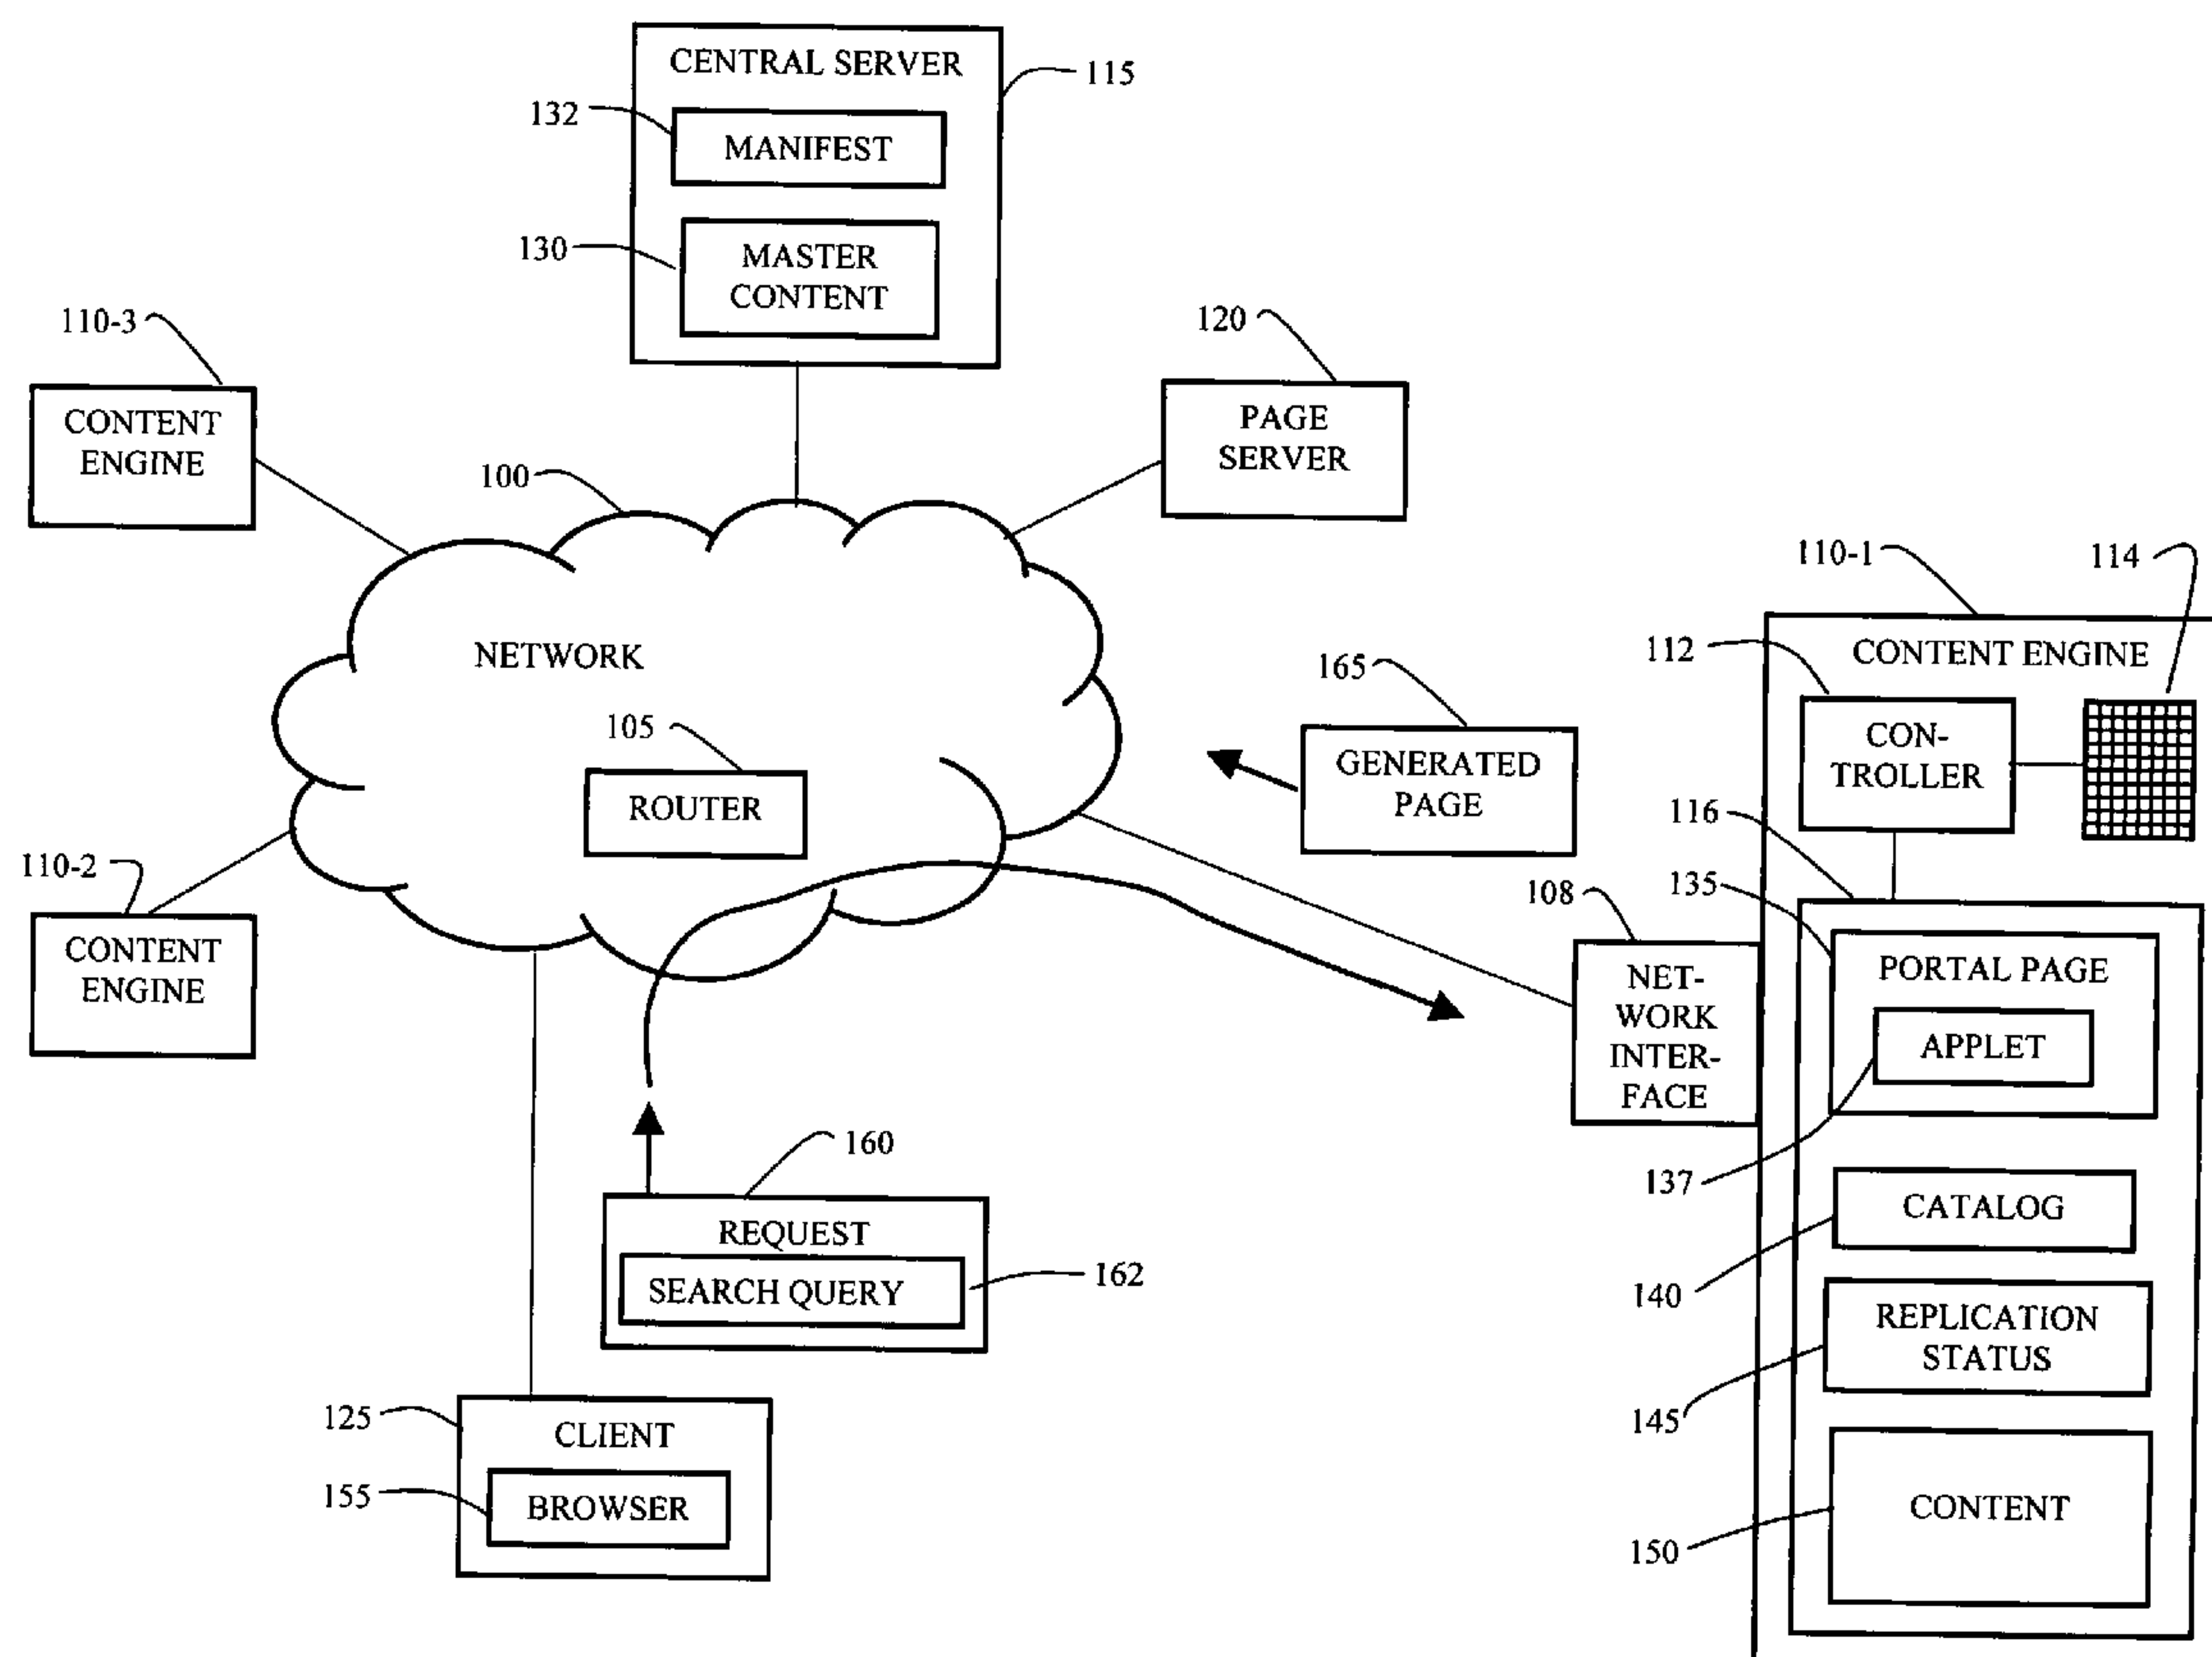 CENTRAL SERVER
115
132
MANIFEST
130
MASTER
CONTENT
110-3
CONTENT
ENGINE
120
PAGE
SERVER
100
NETWORK
105
ROUTER
110-2
CONTENT
ENGINE
165
GENERATED
PAGE
110-1
114
112
CONTENT ENGINE
CON-
TROLLER
116
135
108
NET-
WORK
INTER-
FACE
PORTAL PAGE
APPLET
137
CATALOG
140
REPLICATION
STATUS
145
CONTENT
150
160
REQUEST
SEARCH QUERY
162
125
CLIENT
155
BROWSER